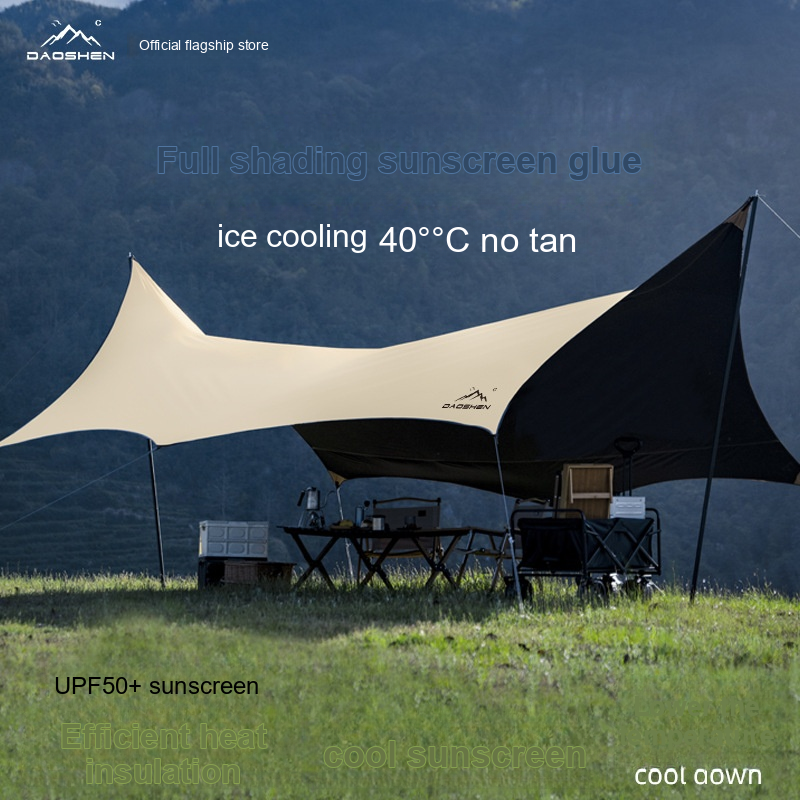 DAOSHEN
Official flagship store
Full shading sunscreen glue
ice cooling 40°°C no tan
DAOSHEN
UPF50+ sunscreen
Efficient heat
insulation
cool sunscreen
cool down